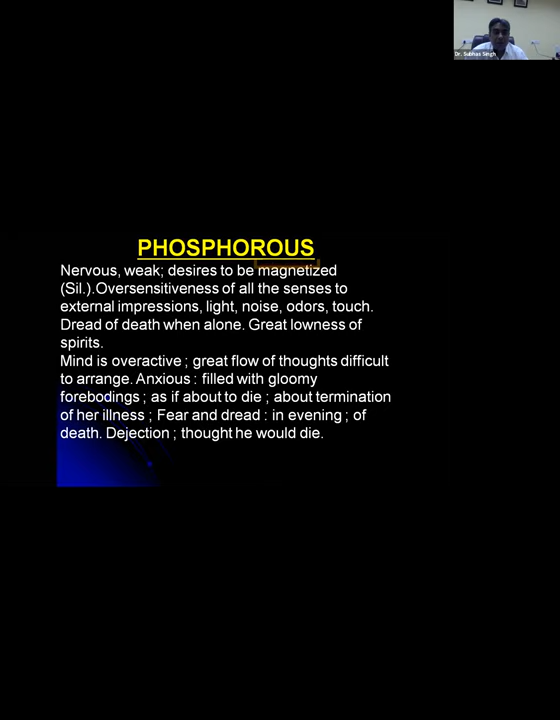 Dr. Subhas Singh
PHOSPHOROUS
Nervous, weak; desires to be magnetized
(Sil.).Oversensitiveness of all the senses to
external impressions, light, noise, odors, touch.
Dread of death when alone. Great lowness of
spirits.
Mind is overactive ; great flow of thoughts difficult
to arrange. Anxious : filled with gloomy
forebodings ; as if about to die ; about termination
of her illness ; Fear and dread : in evening ; of
death. Dejection ; thought he would die.